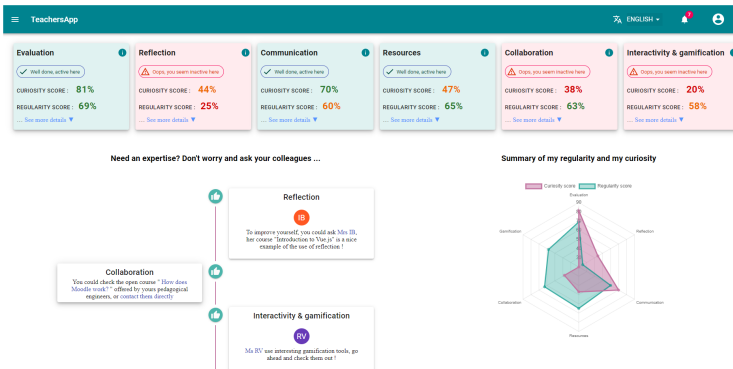 TeachersApp
ENGLISH
7
Evaluation
Well done, active here
CURIOSITY SCORE : 81%
REGULARITY SCORE : 69%
... See more details ▼
Reflection
Oops, you seem inactive here
CURIOSITY SCORE : 44%
REGULARITY SCORE : 25%
... See more details ▼
Communication
Well done, active here
CURIOSITY SCORE : 70%
REGULARITY SCORE : 60%
... See more details ▼
Resources
Well done, active here
CURIOSITY SCORE : 47%
REGULARITY SCORE : 65%
... See more details ▼
Collaboration
Oops, you seem inactive here
CURIOSITY SCORE : 38%
REGULARITY SCORE : 63%
... See more details ▼
Interactivity & gamification
Oops, you seem inactive here
CURIOSITY SCORE : 20%
REGULARITY SCORE : 58%
... See more details ▼
Need an expertise? Don't worry and ask your colleagues ...
Reflection
IB
To improve yourself, you could ask Mrs IB,
her course "Introduction to Vue.js" is a nice
example of the use of reflection !
Collaboration
You could check the open course " How does
Moodle work? " offered by yours pedagogical
engineers, or contact them directly
Interactivity & gamification
RV
Ms RV use interesting gamification tools, go
ahead and check them out !
Summary of my regularity and my curiosity
Curiosity score
Regularity score
Evaluation
90
Reflection
Communication
Resources
Collaboration
Gamification